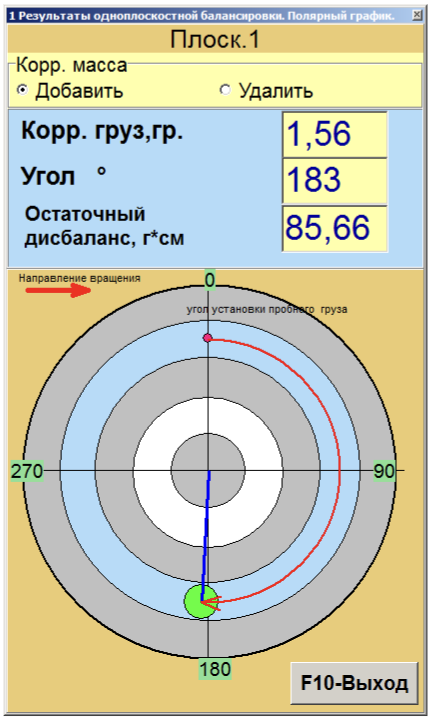 1 Результаты одноплоскостной балансировки. Полярный график.
Плоск.1
Корр. масса
Добавить
Удалить
Корр. груз,гр.
1,56
Угол °
183
Остаточный
дисбаланс, г*см
85,66
Направление вращения
0
угол установки пробного груза
270
90
180
F10-Выход